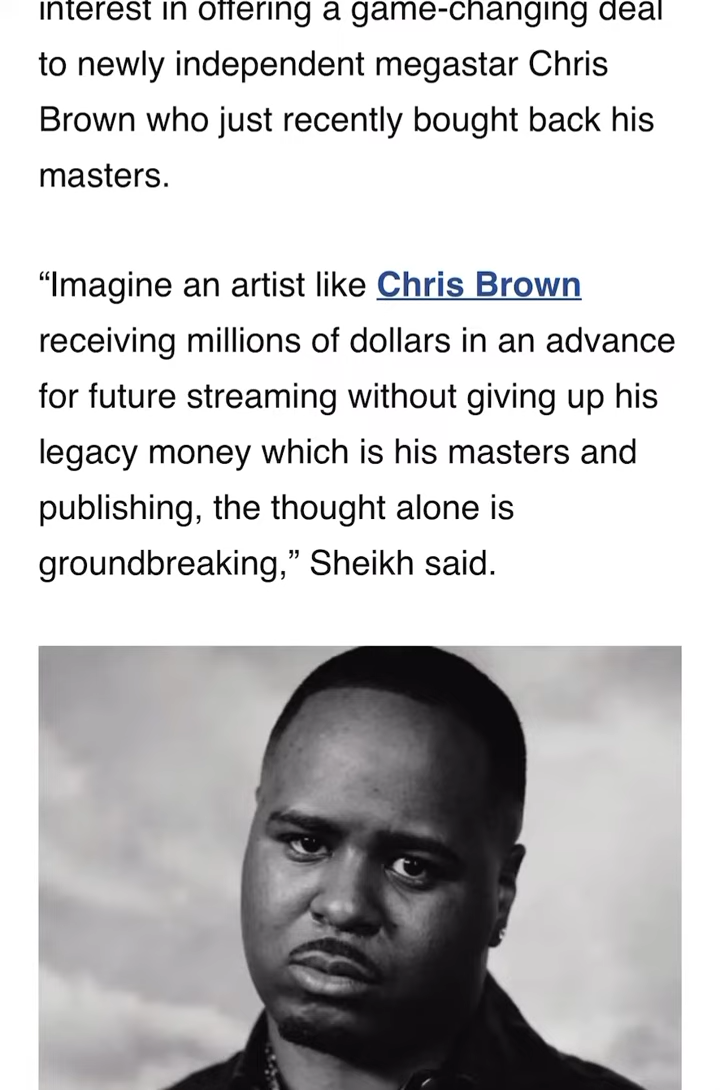 interest in offering a game-changing deal
to newly independent megastar Chris
Brown who just recently bought back his
masters.
“Imagine an artist like Chris Brown
receiving millions of dollars in an advance
for future streaming without giving up his
legacy money which is his masters and
publishing, the thought alone is
groundbreaking,” Sheikh said.